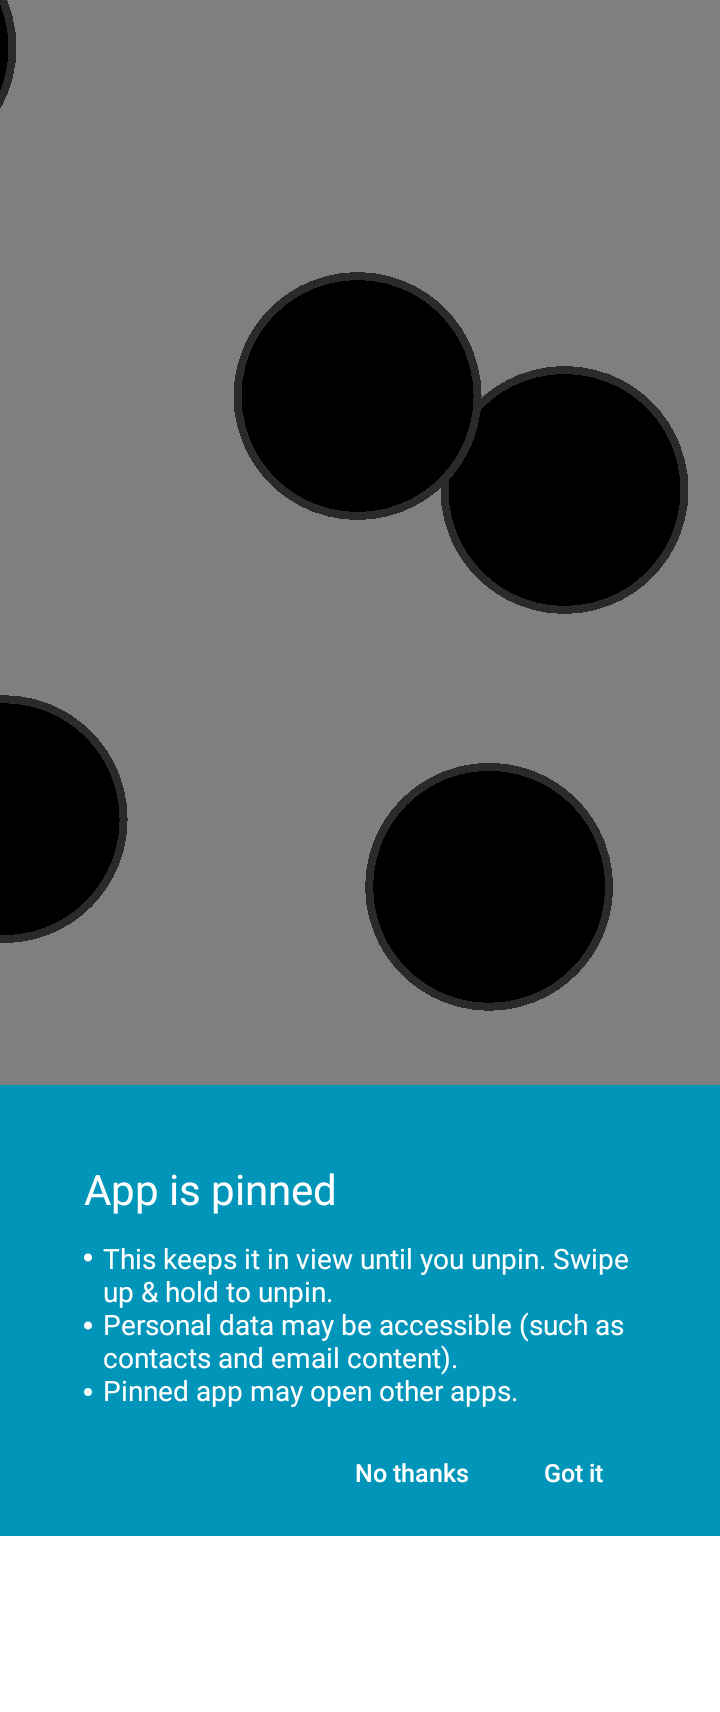 App is pinned
• This keeps it in view until you unpin. Swipe
up & hold to unpin.
• Personal data may be accessible (such as
contacts and email content).
• Pinned app may open other apps.
No thanks Got it